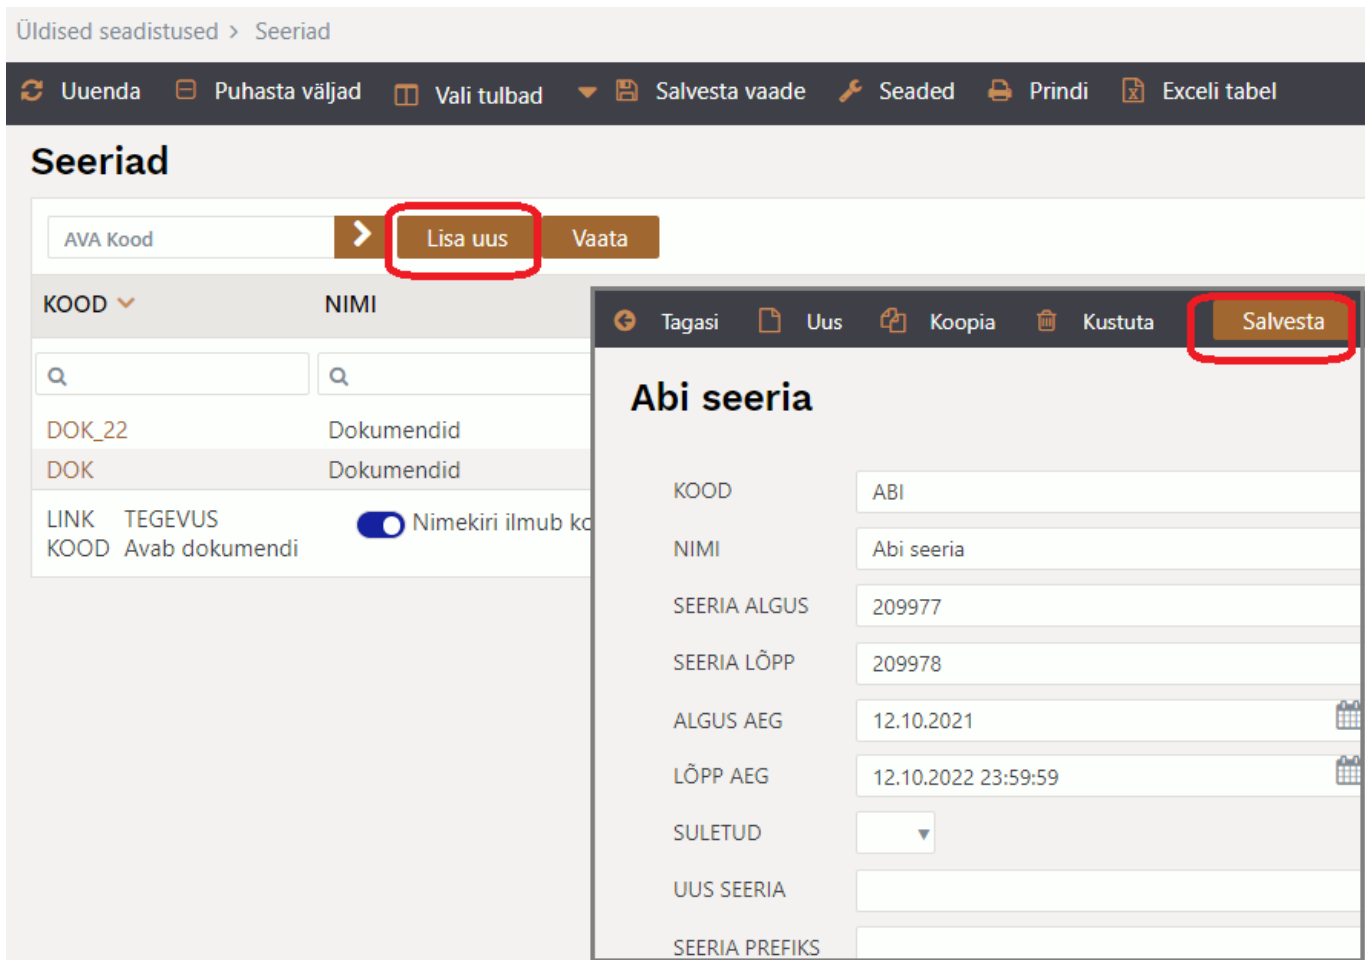 Üldised seadistused > Seeriad
Uuenda Puhasta väljad Vali tulbad Salvesta vaade Seaded Prindi Exceli tabel
Seeriad
AVA Kood Lisa uus Vaata
KOOD NIMI
DOK_22 Dokumendid
DOK Dokumendid
LINK TEGEVUS Nimekiri ilmub ko
KOOD Avab dokumendi
Tagasi Uus Koopia Kustuta Salvesta
Abi seeria
KOOD ABI
NIMI Abi seeria
SEERIA ALGUS 209977
SEERIA LÕPP 209978
ALGUS AEG 12.10.2021
LÕPP AEG 12.10.2022 23:59:59
SULETUD
UUS SEERIA
SEERIA PREFIKS